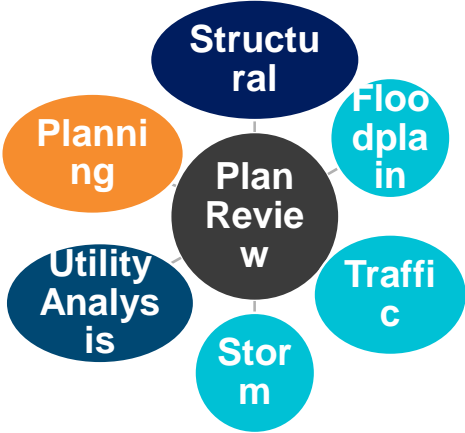 Structu
ral
Floo
dpla
in
Planni
ng
Plan
Revie
w
Utility
Analys
is
Traffi
c
Stor
m